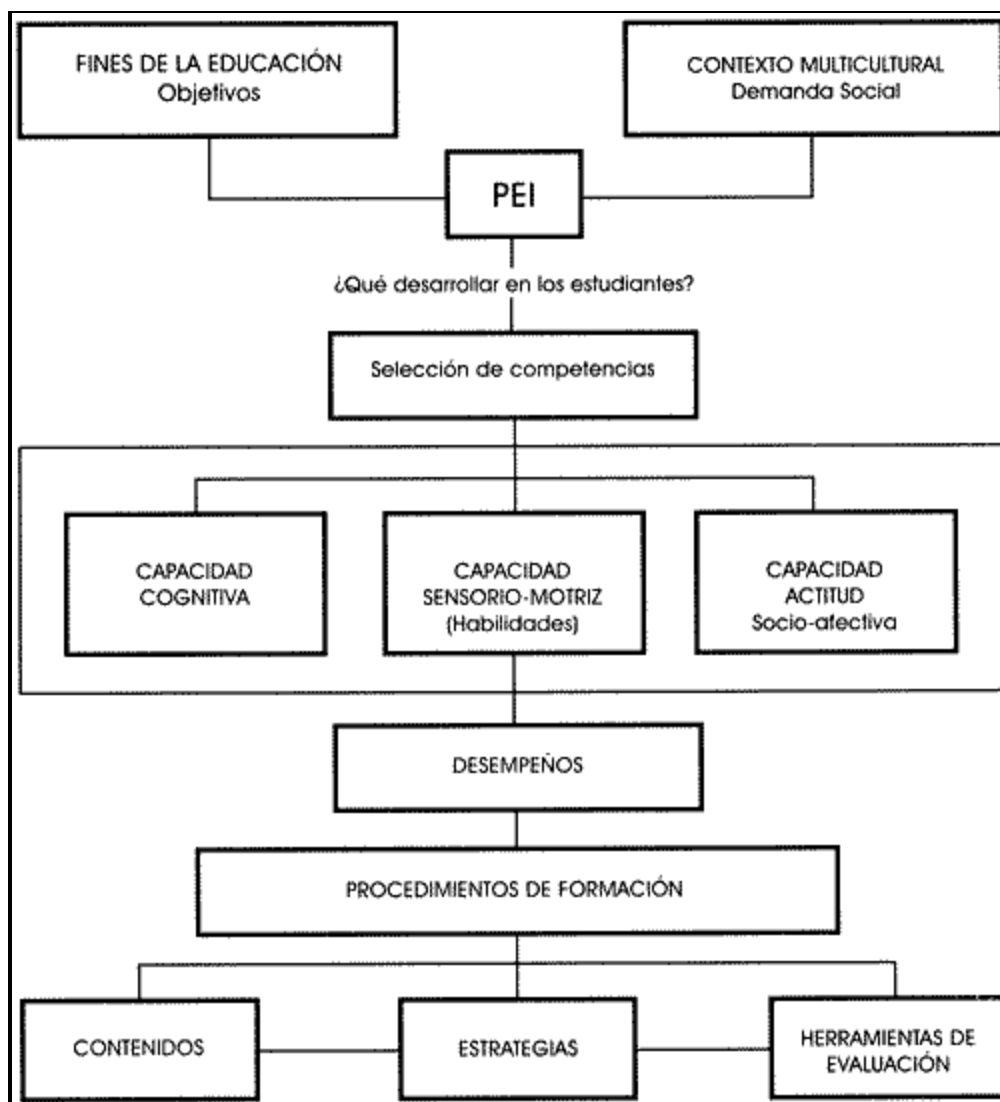 FINES DE LA EDUCACIÓN
Objetivos
CONTEXTO MULTICULTURAL
Demanda Social
PEI
¿Qué desarrollar en los estudiantes?
Selección de competencias
CAPACIDAD
COGNITIVA
CAPACIDAD
SENSORIO-MOTRIZ
(Habilidades)
CAPACIDAD
ACTITUD
Socio-afectiva
DESEMPEÑOS
PROCEDIMIENTOS DE FORMACIÓN
CONTENIDOS
ESTRATEGIAS
HERRAMIENTAS DE
EVALUACIÓN